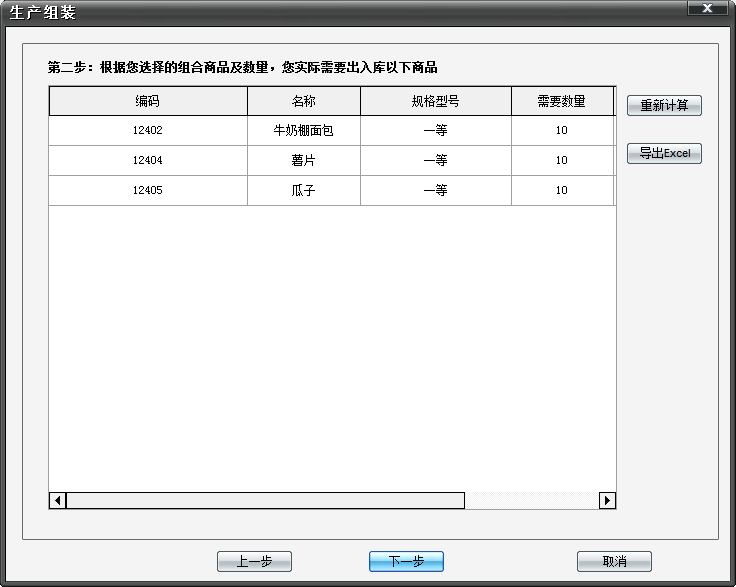 生产组装
第二步：根据您选择的组合商品及数量，您实际需要出入库以下商品
编码 名称 规格型号 需要数量
重新计算
12402 牛奶棚面包 一等 10
导出Excel
12404 薯片 一等 10
12405 瓜子 一等 10
上一步 下一步 取消